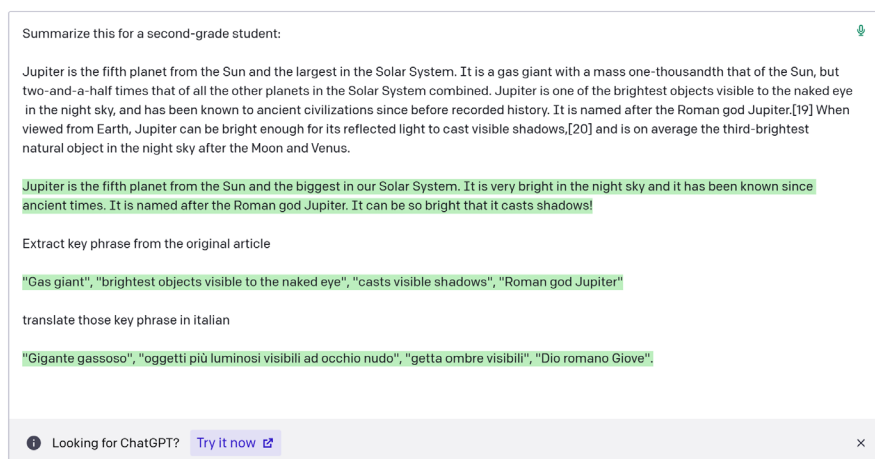 Summarize this for a second-grade student:
Jupiter is the fifth planet from the Sun and the largest in the Solar System. It is a gas giant with a mass one-thousandth that of the Sun, but
two-and-a-half times that of all the other planets in the Solar System combined. Jupiter is one of the brightest objects visible to the naked eye
in the night sky, and has been known to ancient civilizations since before recorded history. It is named after the Roman god Jupiter.[19] When
viewed from Earth, Jupiter can be bright enough for its reflected light to cast visible shadows,[20] and is on average the third-brightest
natural object in the night sky after the Moon and Venus.
Jupiter is the fifth planet from the Sun and the biggest in our Solar System. It is very bright in the night sky and it has been known since
ancient times. It is named after the Roman god Jupiter. It can be so bright that it casts shadows!
Extract key phrase from the original article
"Gas giant", "brightest objects visible to the naked eye", "casts visible shadows", "Roman god Jupiter"
translate those key phrase in italian
"Gigante gassoso", "oggetti più luminosi visibili ad occhio nudo", "getta ombre visibili", "Dio romano Giove".
Looking for ChatGPT? Try it now